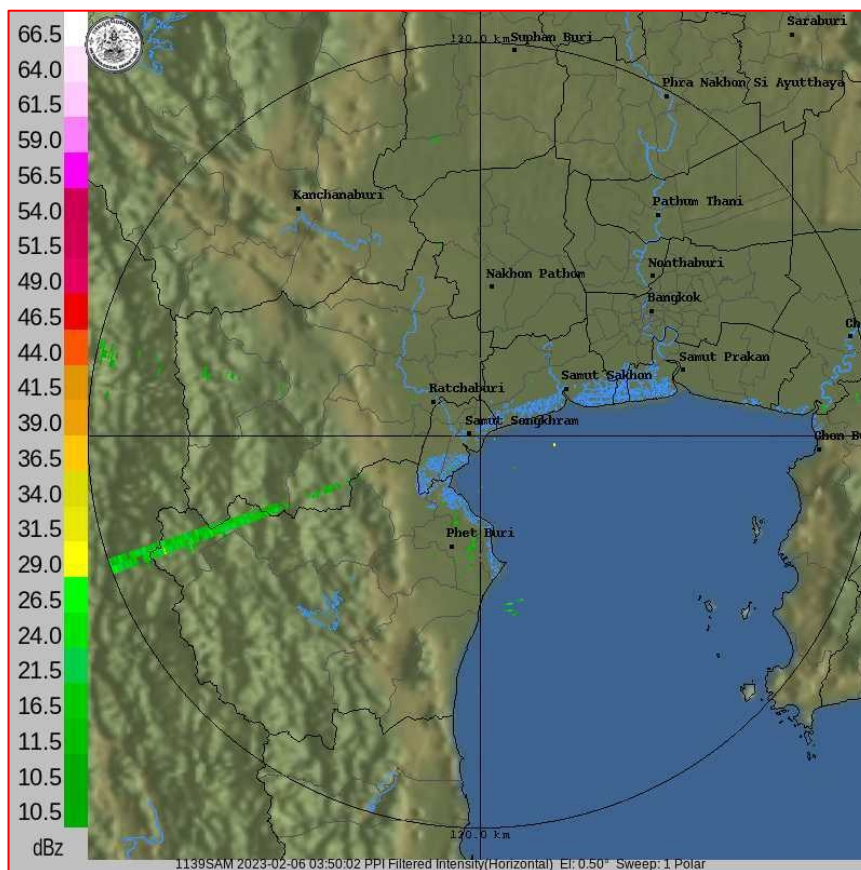 66.5
64.0
61.5
59.0
56.5
54.0
51.5
49.0
46.5
44.0
41.5
39.0
36.5
34.0
31.5
29.0
26.5
24.0
21.5
16.5
11.5
10.5
10.5
dBz
Saraburi
120.0 km
Suphan Buri
Phra Nakhon Si Ayutthaya
Kanchanaburi
Pathum Thani
Nonthaburi
Nakhon Pathom
Bangkok
Ch
Samut Prakan
Samut Sakhon
Ratchaburi
Samut Songkhram
Chon Bu
Phet Buri
120.0 km
1139SAM 2023-02-06 03:50:02 PPI Filtered Intensity(Horizontal) El: 0.50° Sweep: 1 Polar